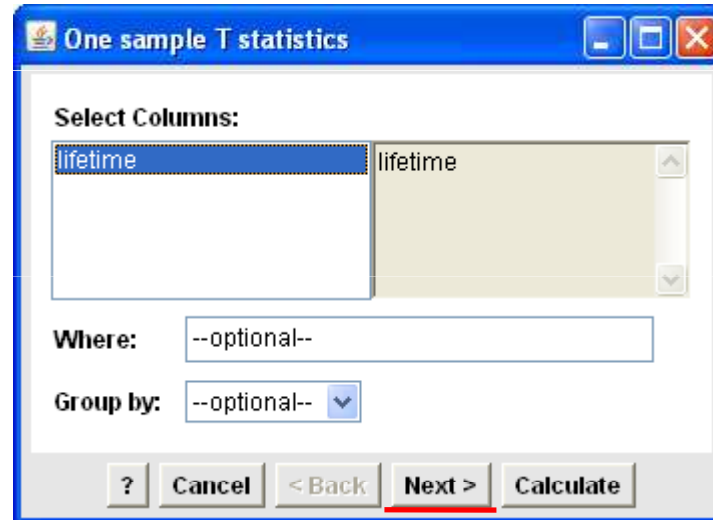 One sample T statistics
Select Columns:
lifetime lifetime
Where: --optional--
Group by: --optional--
? Cancel < Back Next > Calculate